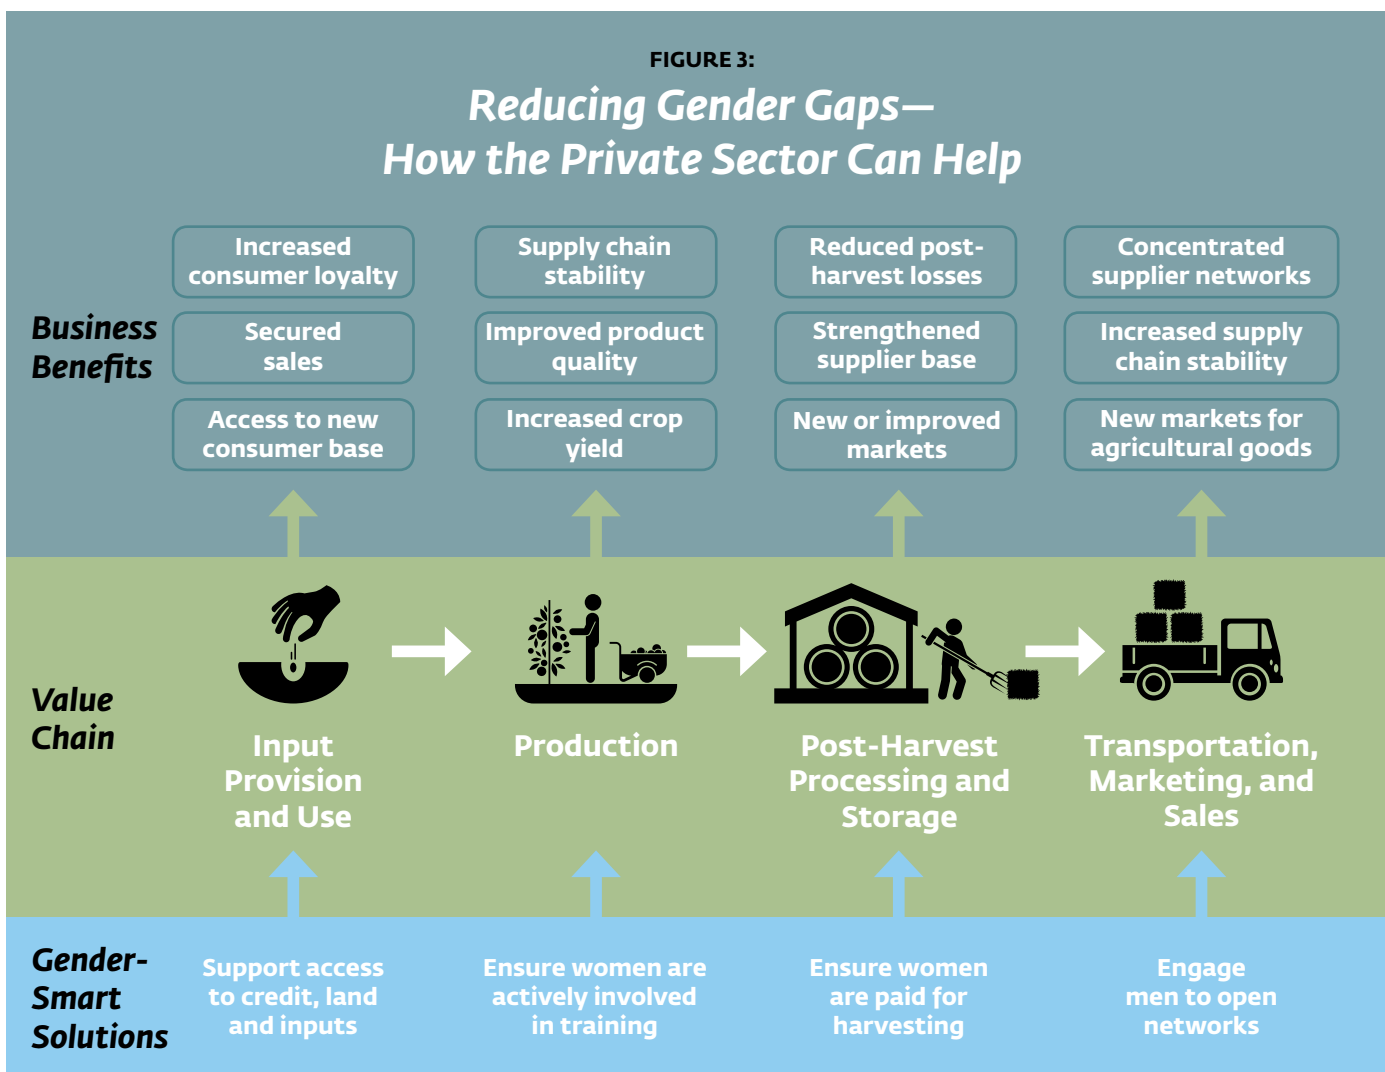 FIGURE 3:
Reducing Gender Gaps—
How the Private Sector Can Help
Business
Benefits
Increased
consumer loyalty
Secured
sales
Access to new
consumer base
Supply chain
stability
Improved product
quality
Increased crop
yield
Reduced post-
harvest losses
Strengthened
supplier base
New or improved
markets
Concentrated
supplier networks
Increased supply
chain stability
New markets for
agricultural goods
Value
Chain
Input
Provision
and Use
Production
Post-Harvest
Processing and
Storage
Transportation,
Marketing, and
Sales
Gender-
Smart
Solutions
Support access
to credit, land
and inputs
Ensure women are
actively involved
in training
Ensure women
are paid for
harvesting
Engage
men to open
networks